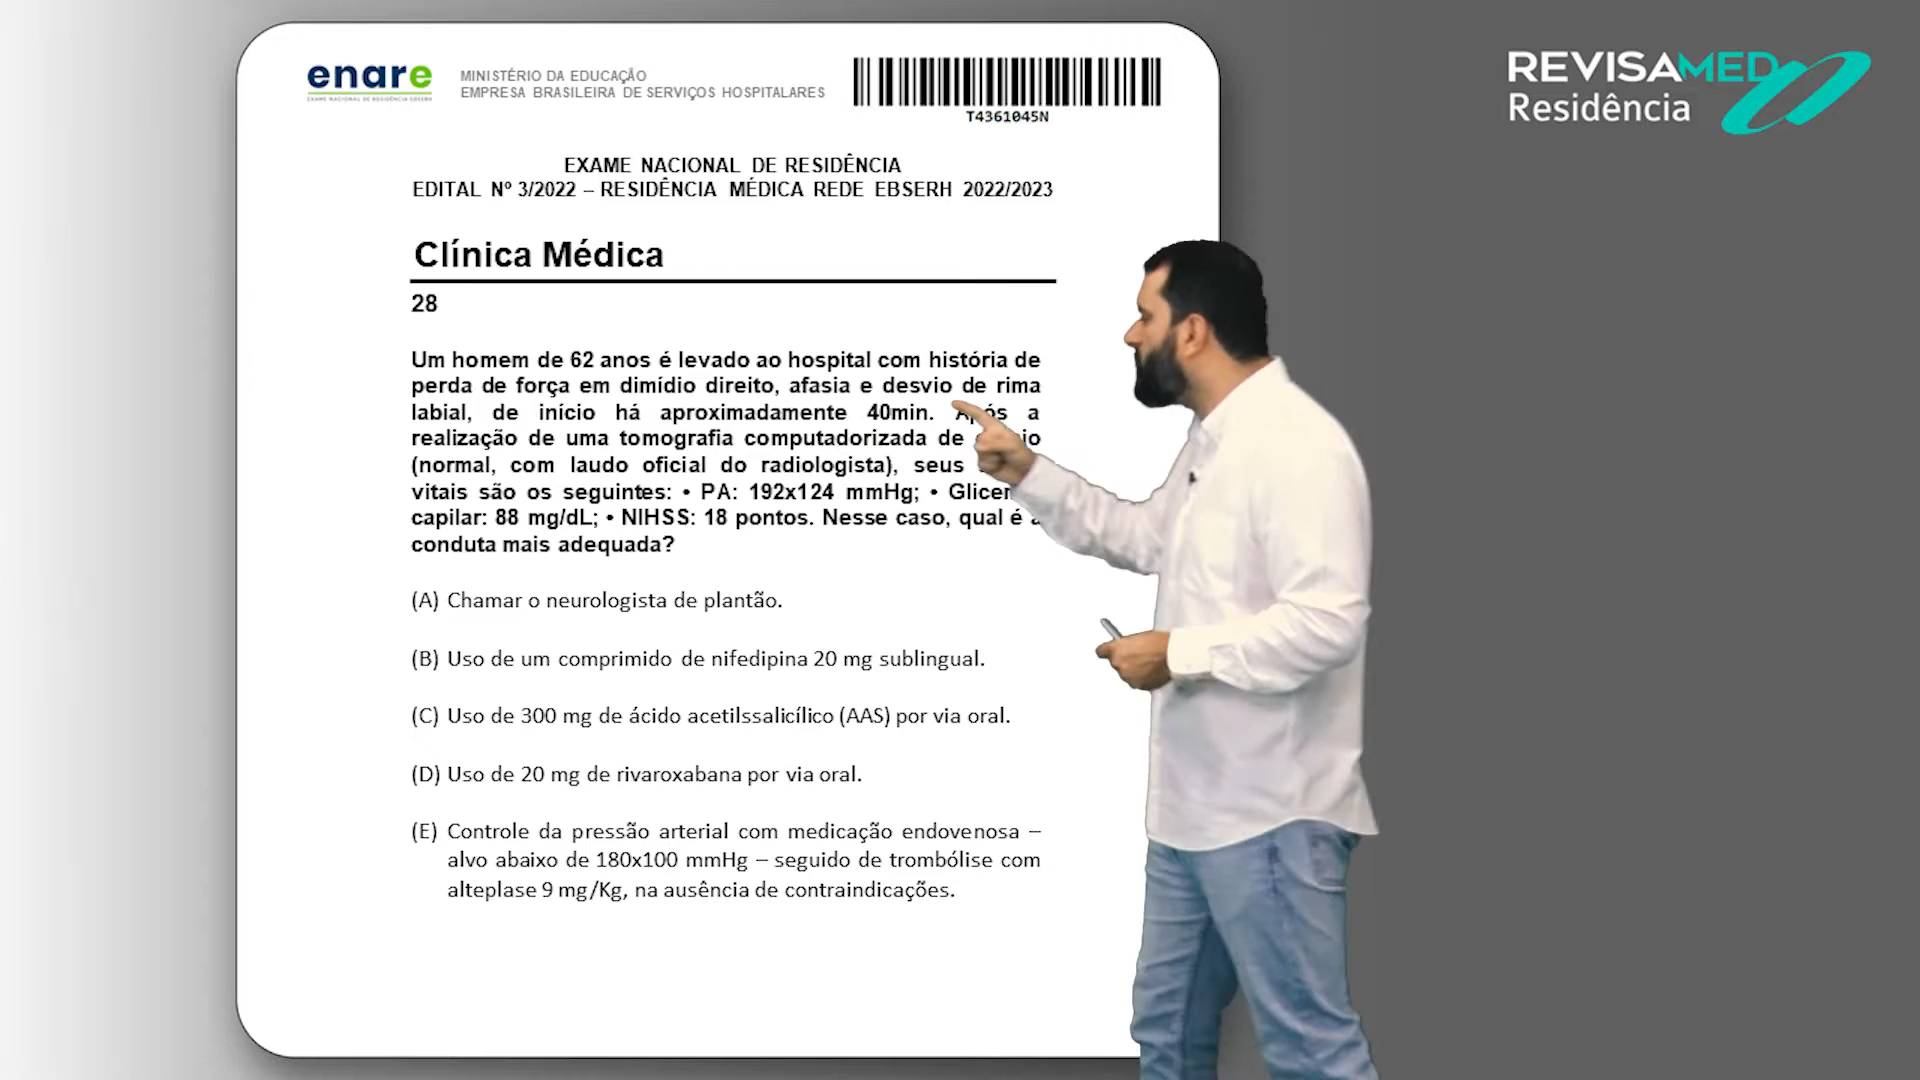 enare
MINISTÉRIO DA EDUCAÇÃO
EMPRESA BRASILEIRA DE SERVIÇOS HOSPITALARES
T4361045N
REVISAMED
Residência
EXAME NACIONAL DE RESIDÊNCIA
EDITAL Nº 3/2022 – RESIDÊNCIA MÉDICA REDE EBSERH 2022/2023
Clínica Médica
28
Um homem de 62 anos é levado ao hospital com história de
perda de força em dimídio direito, afasia e desvio de rima
labial, de início há aproximadamente 40min. Após a
realização de uma tomografia computadorizada de
(normal, com laudo oficial do radiologista), seus
vitais são os seguintes: • PA: 192x124 mmHg; •
capilar: 88 mg/dL; • NIHSS: 18 pontos. Nesse caso, qual é a
conduta mais adequada?
(A) Chamar o neurologista de plantão.
(B) Uso de um comprimido de nifedipina 20 mg sublingual.
(C) Uso de 300 mg de ácido acetilssalicílico (AAS) por via oral.
(D) Uso de 20 mg de rivaroxabana por via oral.
(E) Controle da pressão arterial com medicação endovenosa –
alvo abaixo de 180x100 mmHg – seguido de trombólise com
alteplase 9 mg/Kg, na ausência de contraindicações.